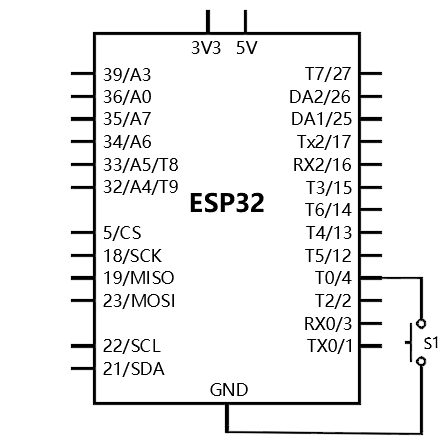 3V3 5V
39/A3 T7/27
36/A0 DA2/26
35/A7 DA1/25
34/A6 Tx2/17
33/A5/T8 RX2/16
32/A4/T9 T3/15
ESP32
T6/14
5/CS T4/13
18/SCK T5/12
19/MISO T0/4
23/MOSI T2/2
RX0/3
22/SCL TX0/1
S1
21/SDA
GND